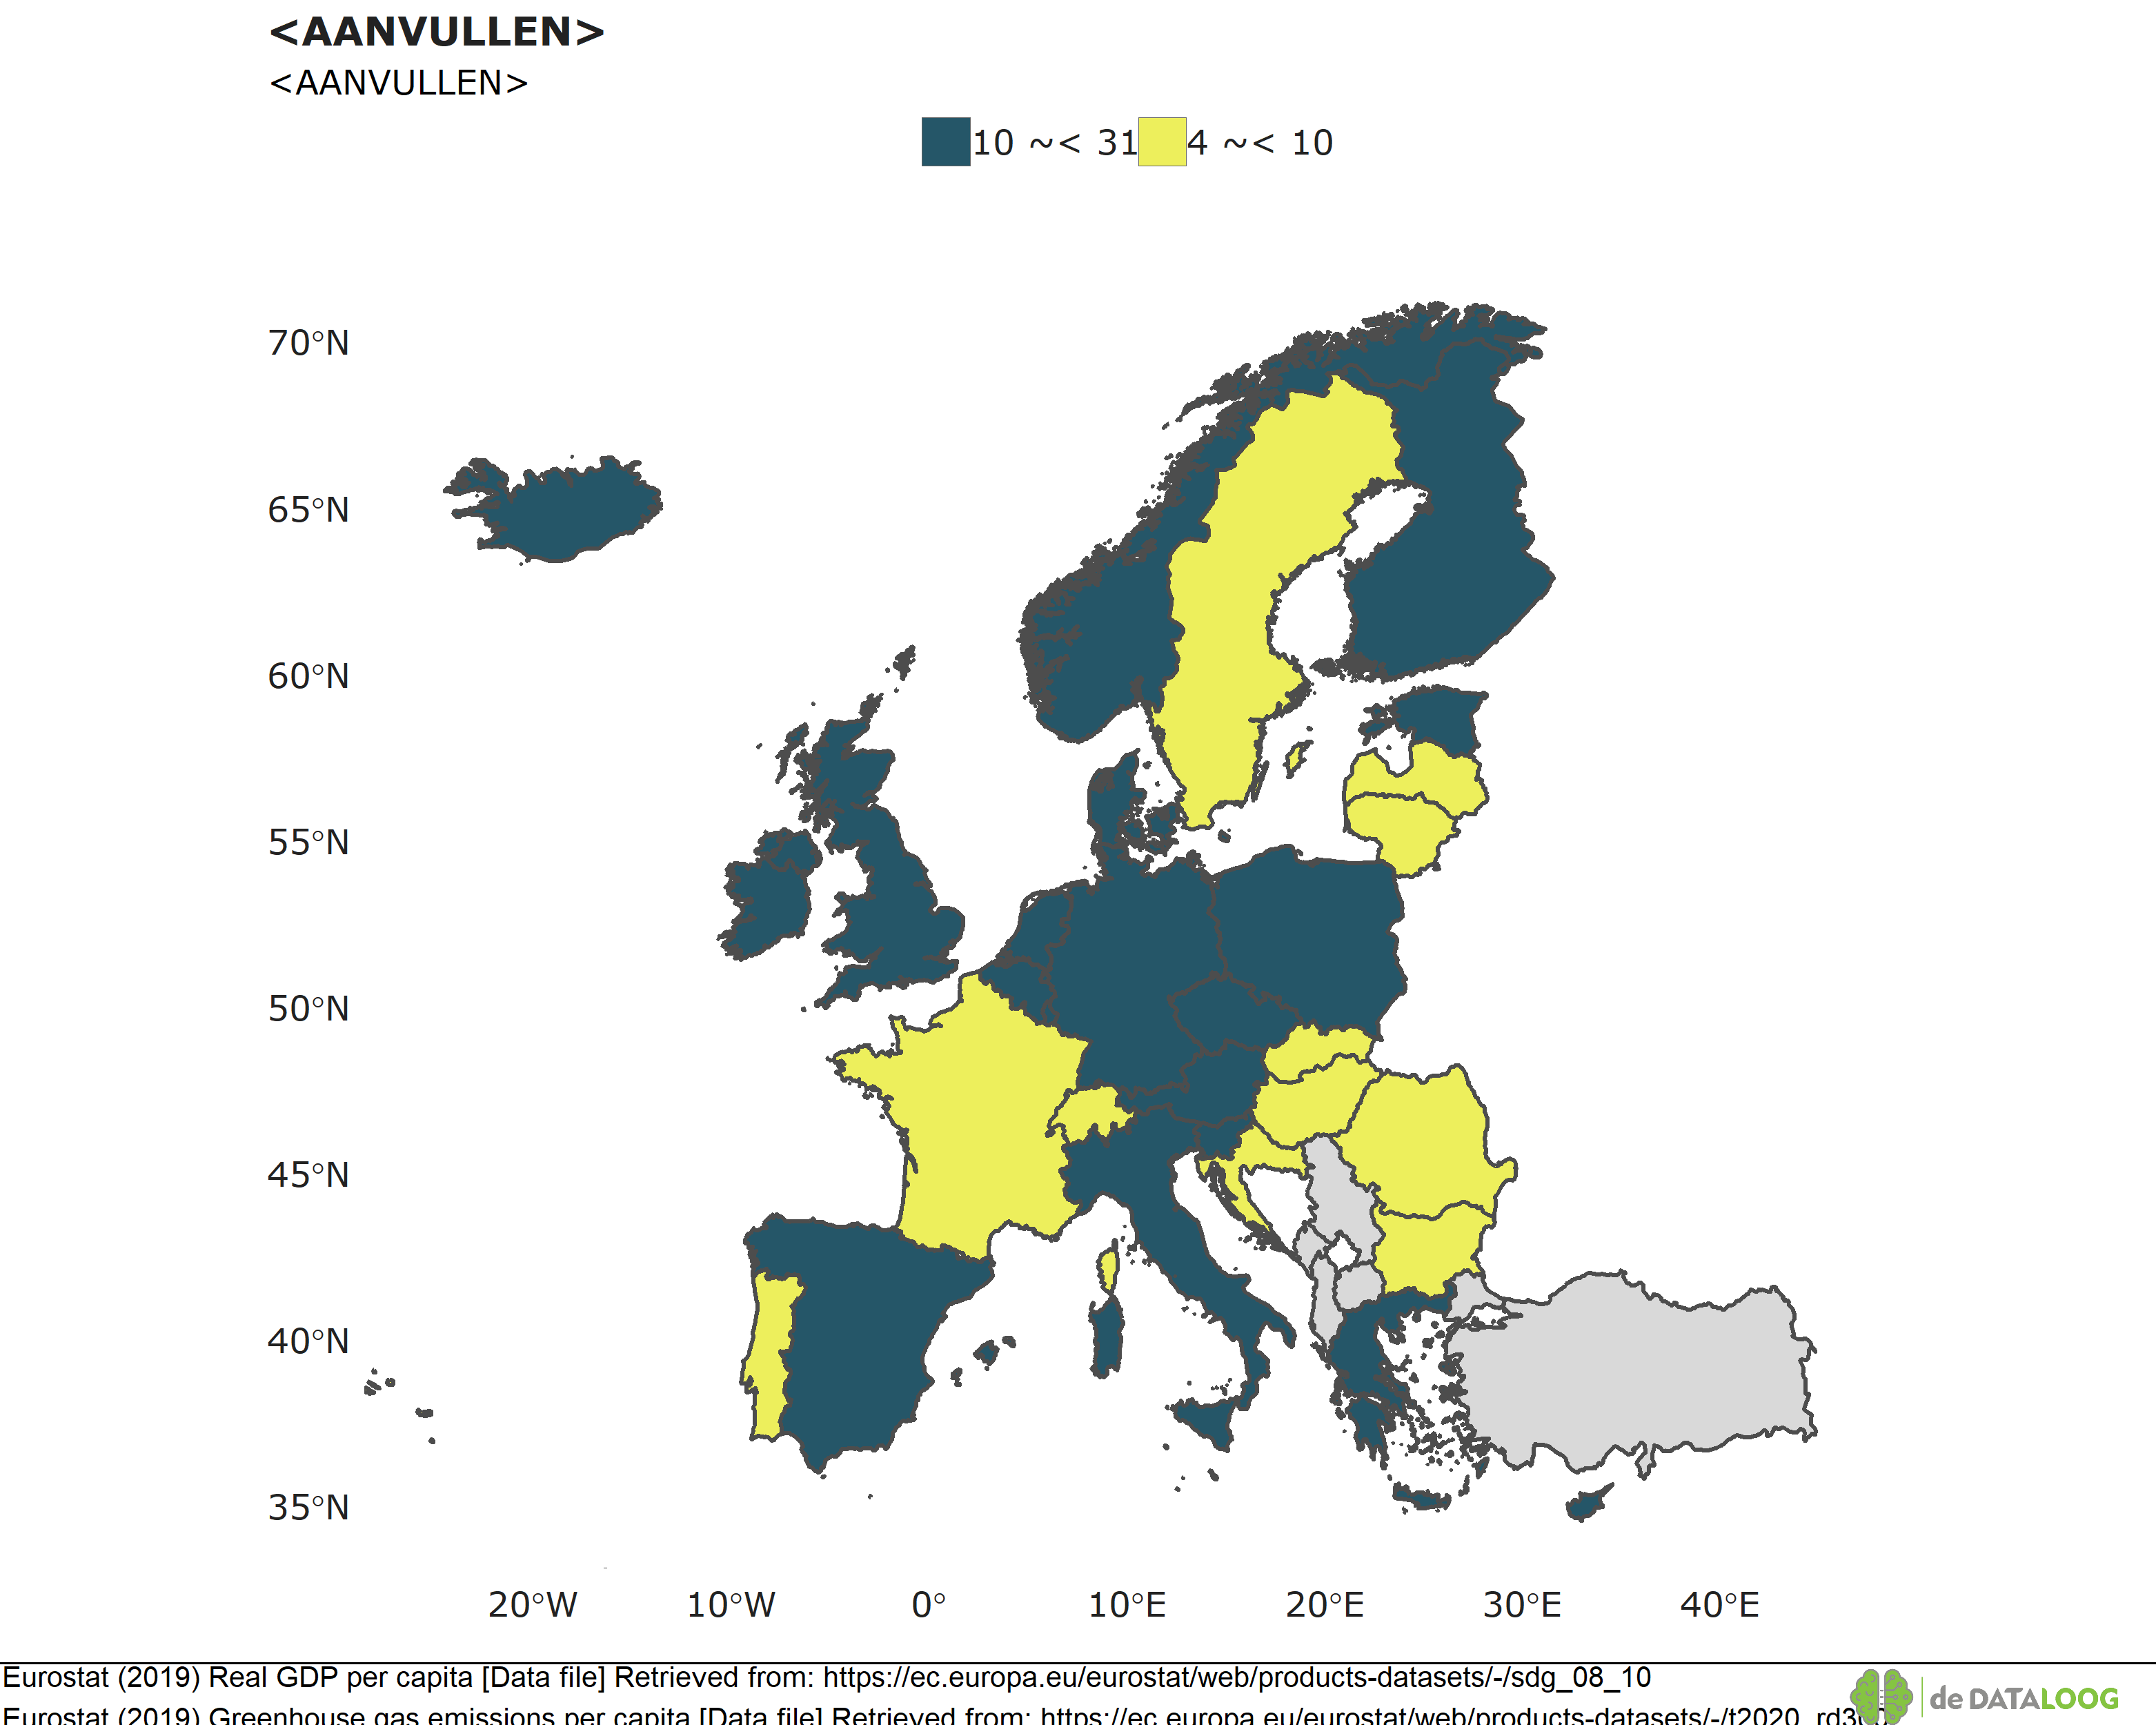 <AANVULLEN>
<AANVULLEN>
10 ~< 31 4 ~< 10
70°N
65°N
60°N
55°N
50°N
45°N
40°N
35°N
20°W 10°W 0° 10°E 20°E 30°E 40°E
Eurostat (2019) Real GDP per capita [Data file] Retrieved from: https://ec.europa.eu/eurostat/web/products-datasets/-/sdg_08_10
Eurostat (2019) Greenhouse gas emissions per capita [Data file] Retrieved from: https://ec.europa.eu/eurostat/web/products-datasets/-/t2020_rd300
de DATALOOG